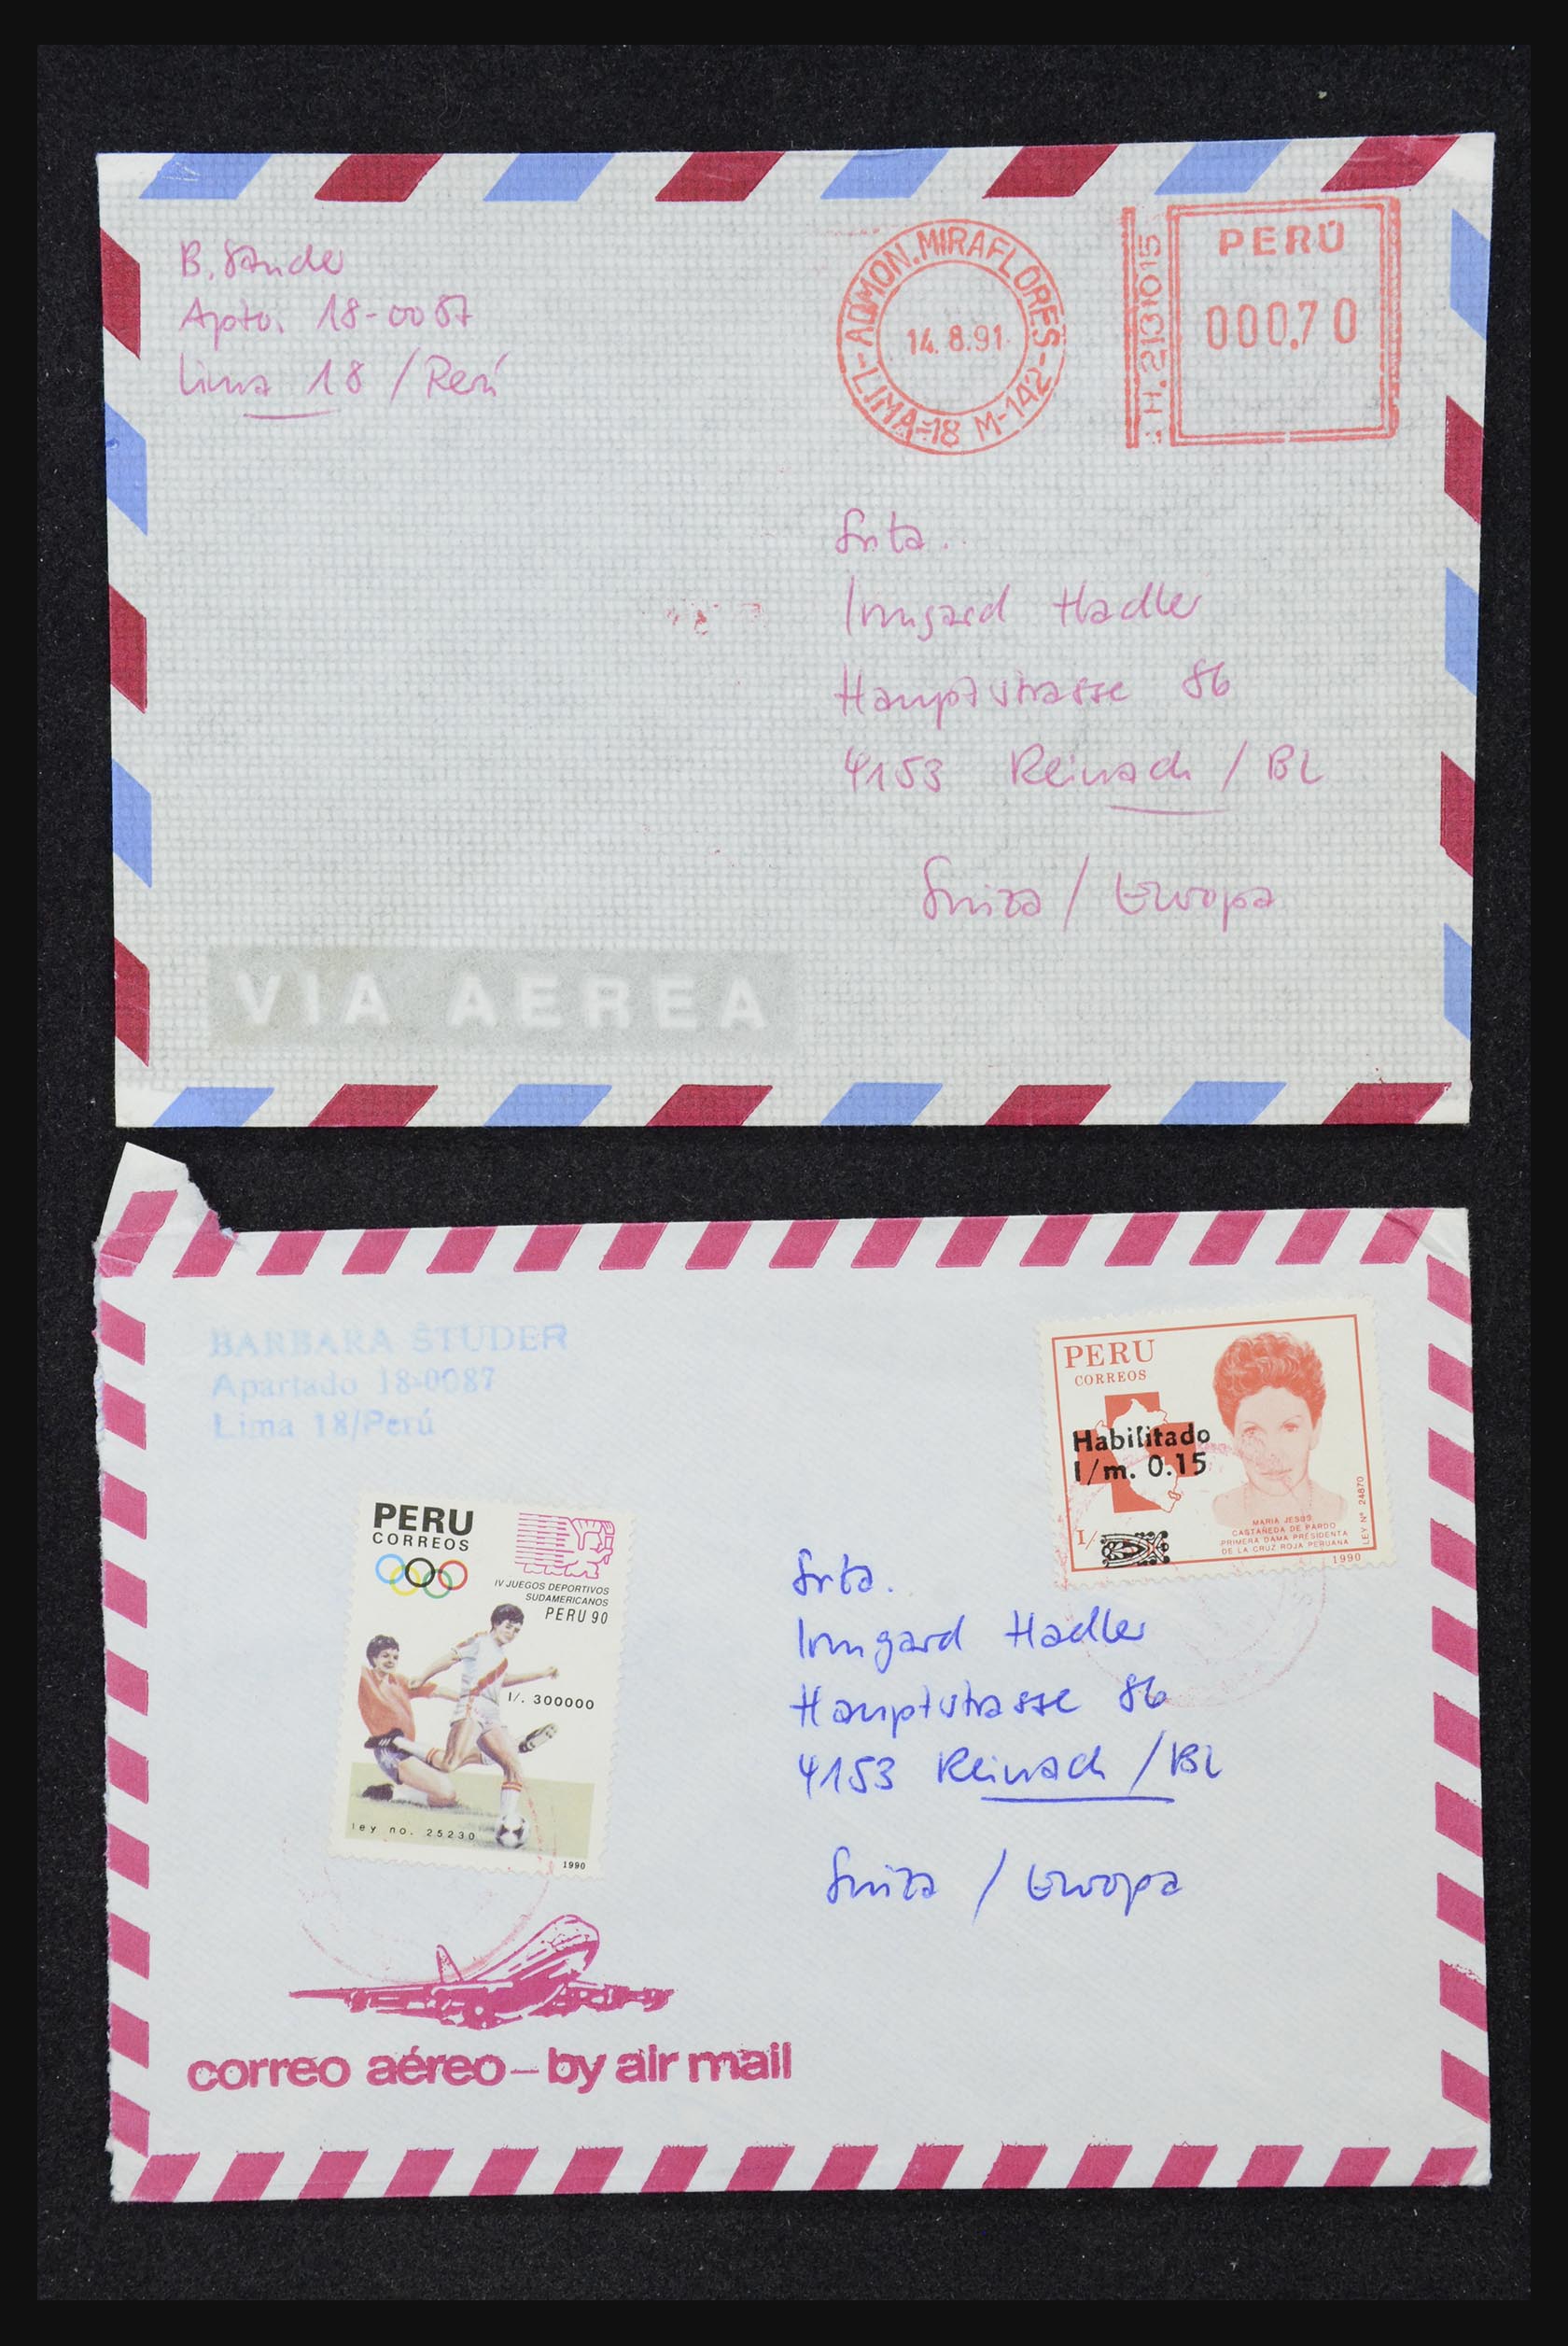 B. Studer
Apto. 18-0087
Lima 18 / Perú
ADMON. MIRAFLORES
14. 8.91
LIMA-18 M-142
H. 2131015
PERÚ
000.70
Srta.
Irmgard Hadler
Hauptstrasse 86
4153 Reinach / BL
Suiza / Europa
VIA AEREA
BARBARA STUDER
Apartado 18-0087
Lima 18/Perú
PERU
CORREOS
Habilitado
I/m. 0.15
I/
MARIA JESUS
CASTAÑEDA DE PARDO
PRIMERA DAMA PRESIDENTA
DE LA CRUZ ROJA PERUANA
1990
LEY Nº 24870
PERU
CORREOS
IV JUEGOS DEPORTIVOS
SUDAMERICANOS
PERU 90
I/. 300000
ley no. 25230
1990
Srta.
Irmgard Hadler
Hauptstrasse 86
4153 Reinach / BL
Suiza / Europa
correo aéreo – by air mail